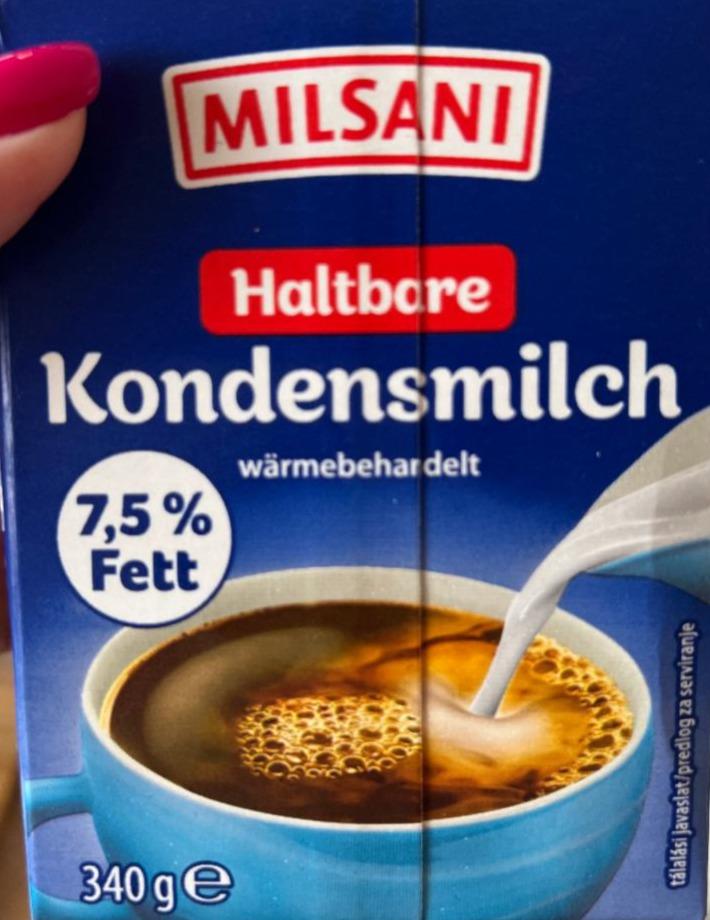 MILSANI
Haltbare
Kondensmilch
wärmebehandelt
7,5 %
Fett
340 g ℮
tálalási javaslat/predlog za serviranje